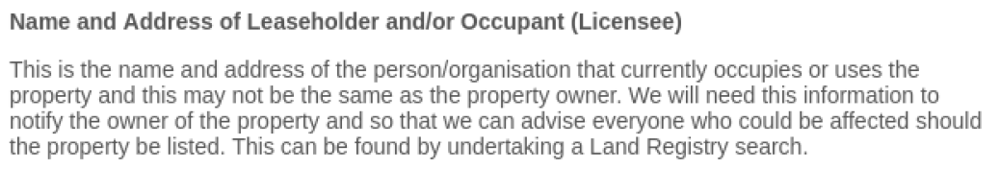 Name and Address of Leaseholder and/or Occupant (Licensee)
This is the name and address of the person/organisation that currently occupies or uses the
property and this may not be the same as the property owner. We will need this information to
notify the owner of the property and so that we can advise everyone who could be affected should
the property be listed. This can be found by undertaking a Land Registry search.